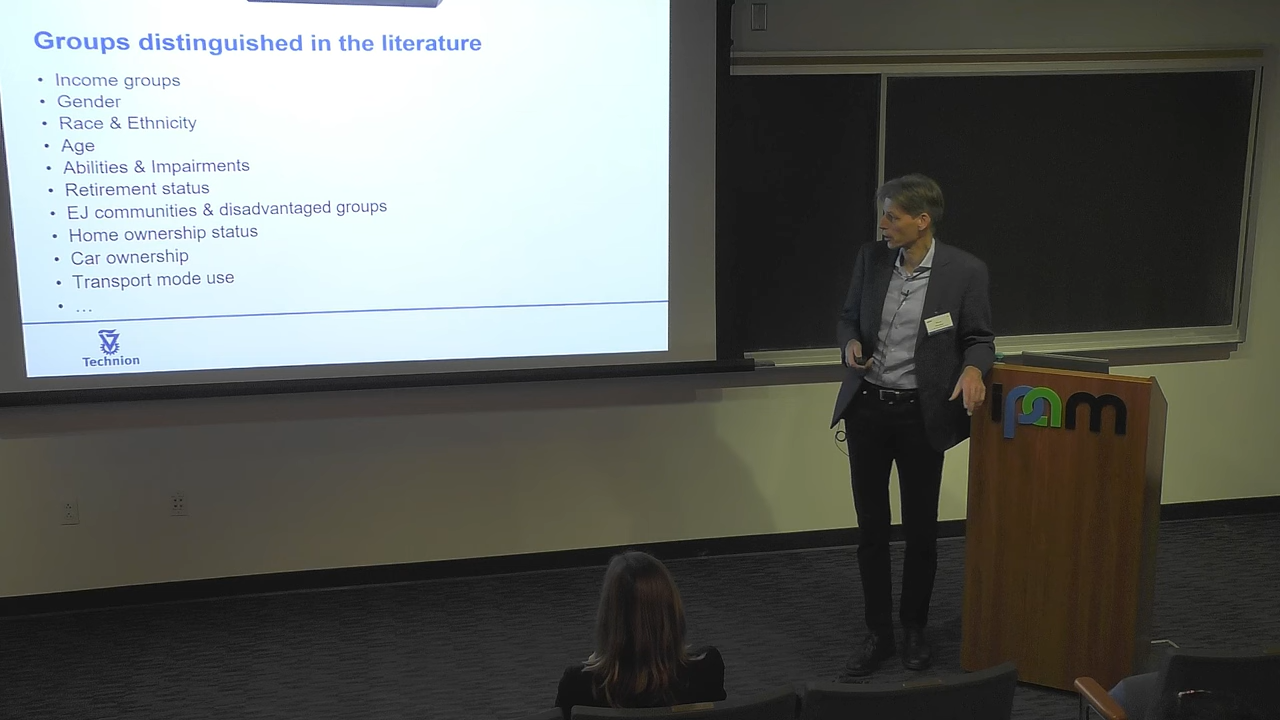 Groups distinguished in the literature
• Income groups
• Gender
• Race & Ethnicity
• Age
• Abilities & Impairments
• Retirement status
• EJ communities & disadvantaged groups
• Home ownership status
• Car ownership
• Transport mode use
• ...
Technion
ipam